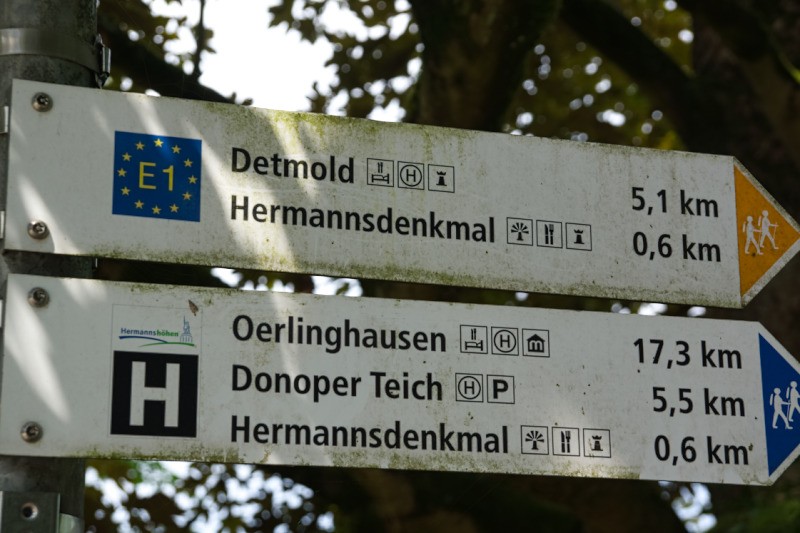 E1
Detmold H 5,1 km
Hermannsdenkmal 0,6 km
Hermannshöhen
H
Oerlinghausen H 17,3 km
Donoper Teich H P 5,5 km
Hermannsdenkmal 0,6 km